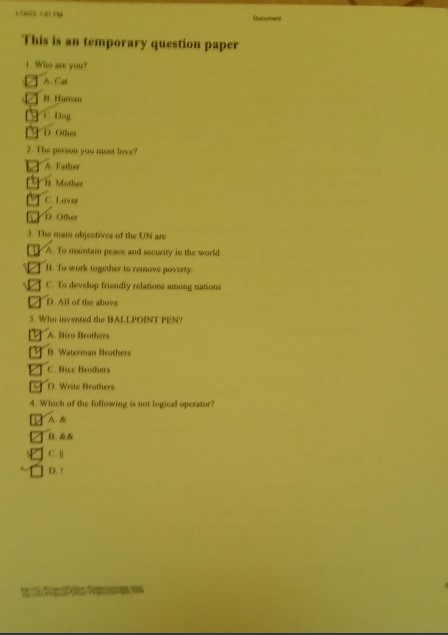 Document
This is an temporary question paper
1. Who are you?
A. Cat
B. Human
C. Dog
D. Other
2. The person you most love?
A. Father
B. Mother
C. Lover
D. Other
3. The main objectives of the UN are
A. To maintain peace and security in the world
B. To work together to remove poverty.
C. To develop friendly relations among nations
D. All of the above
3. Who invented the BALLPOINT PEN?
A. Biro Brothers
B. Waterman Brothers
C. Bicc Brothers
D. Write Brothers
4. Which of the following is not logical operator?
A. &
B. &&
C. ||
D. !